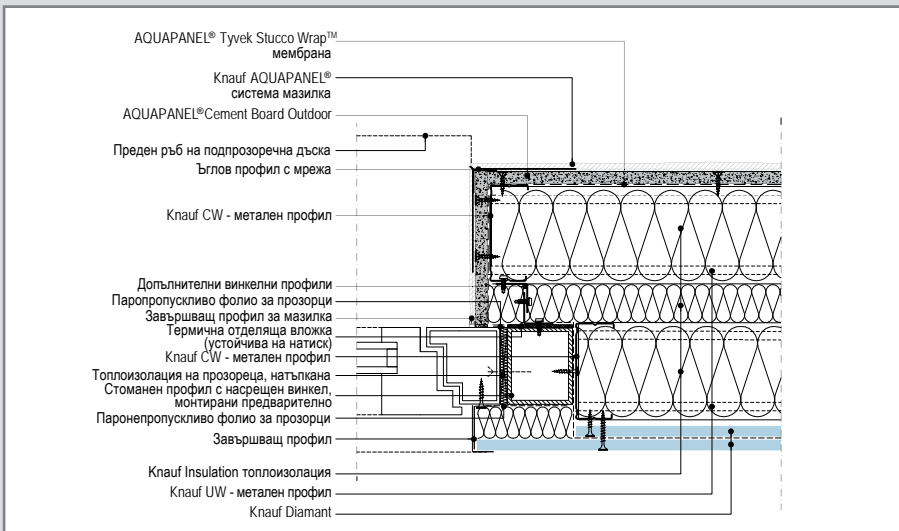 AQUAPANEL® Tyvek Stucco Wrap™
мембрана
Knauf AQUAPANEL®
система мазилка
AQUAPANEL®Cement Board Outdoor
Преден ръб на подпрозоречна дъска
Ъглов профил с мрежа
Knauf CW - метален профил
Допълнителни винкелни профили
Паропропускливо фолио за прозорци
Завършващ профил за мазилка
Термична отделяща вложка
(устойчива на натиск)
Knauf CW - метален профил
Топлоизолация на прозореца, натъпкана
Стоманен профил с насрещен винкел,
монтирани предварително
Паронепропускливо фолио за прозорци
Завършващ профил
Knauf Insulation топлоизолация
Knauf UW - метален профил
Knauf Diamant